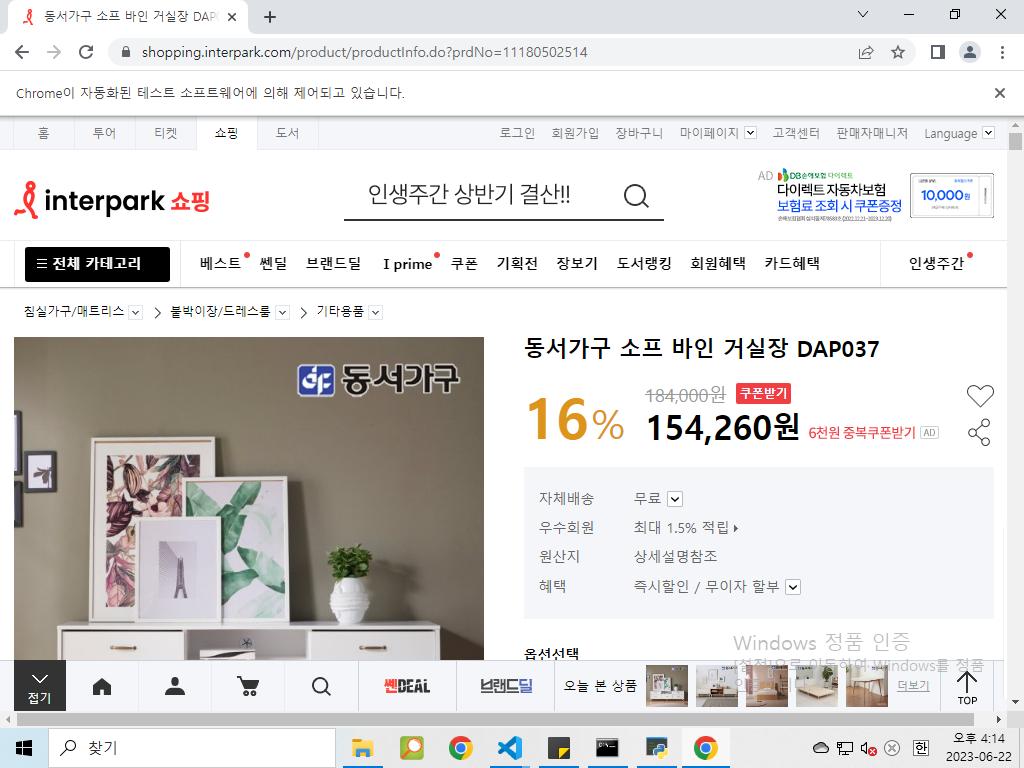 동서가구 소프 바인 거실장 DAP
shopping.interpark.com/product/productInfo.do?prdNo=11180502514
Chrome이 자동화된 테스트 소프트웨어에 의해 제어되고 있습니다.
홈 투어 티켓 쇼핑 도서 로그인 회원가입 장바구니 마이페이지 고객센터 판매자매니저 Language
interpark 쇼핑
인생주간 상반기 결산!!
AD DB손해보험 다이렉트
다이렉트 자동차보험
보험료 조회 시 쿠폰증정
10,000원
전체 카테고리 베스트 쎈딜 브랜드딜 I prime 쿠폰 기획전 장보기 도서랭킹 회원혜택 카드혜택 인생주간
침실가구/매트리스 붙박이장/드레스룸 기타용품
동서가구
동서가구 소프 바인 거실장 DAP037
16% 184,000원 쿠폰받기
154,260원 6천원 중복쿠폰받기 AD
자체배송 무료
우수회원 최대 1.5% 적립
원산지 상세설명참조
혜택 즉시할인 / 무이자 할부
옵션선택
Windows 정품 인증
[설정]으로 이동하여 Windows를 정품
접기 쎈DEAL 브랜드딜 오늘 본 상품 더보기 TOP
찾기
한
오후 4:14
2023-06-22